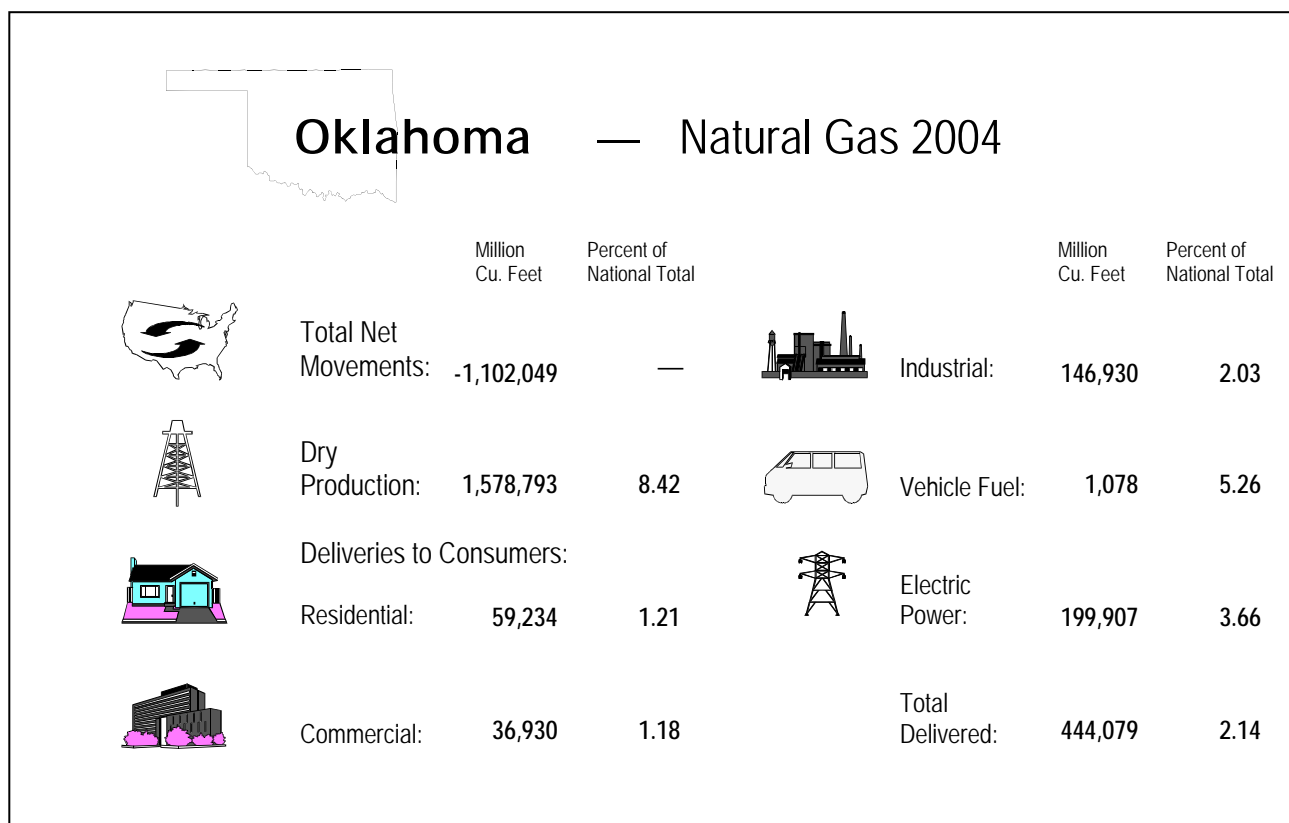 Oklahoma — Natural Gas 2004
Million Percent of
Cu. Feet National Total
Total Net
Movements: -1,102,049 —
Dry
Production: 1,578,793 8.42
Deliveries to Consumers:
Residential: 59,234 1.21
Commercial: 36,930 1.18
Million Percent of
Cu. Feet National Total
Industrial: 146,930 2.03
Vehicle Fuel: 1,078 5.26
Electric
Power: 199,907 3.66
Total
Delivered: 444,079 2.14